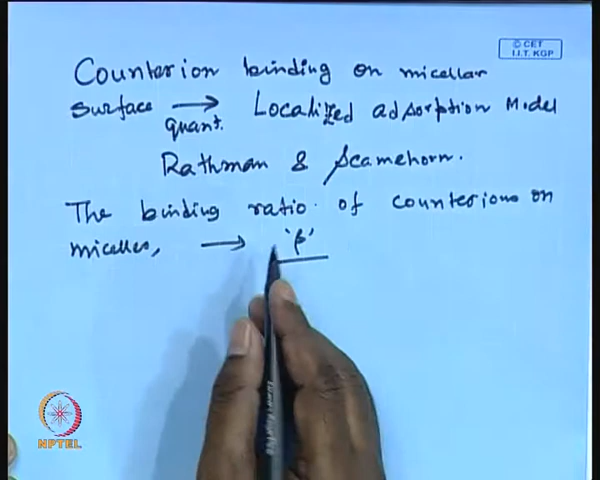 © CET
I.I.T. KGP
Counterion binding on micellar
surface ⟶ Localized adsorption Model
quant.
Rathman & Scamehorn.
The binding ratio of counterions on
micelles, ⟶ 'β'
NPTEL